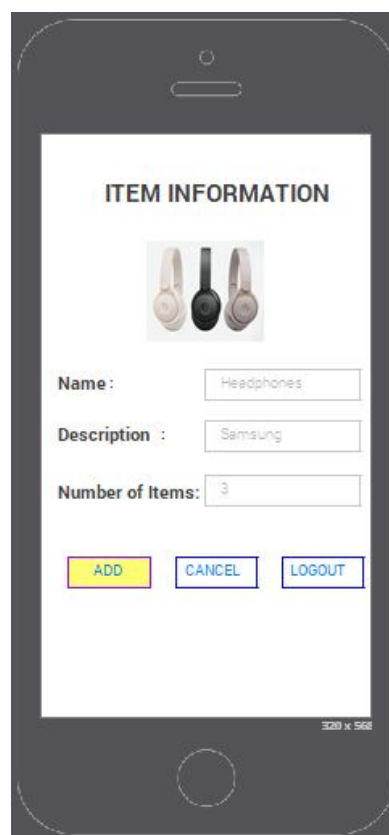 ITEM INFORMATION
Name : Headphones
Description : Samsung
Number of Items: 3
ADD CANCEL LOGOUT
320 x 568